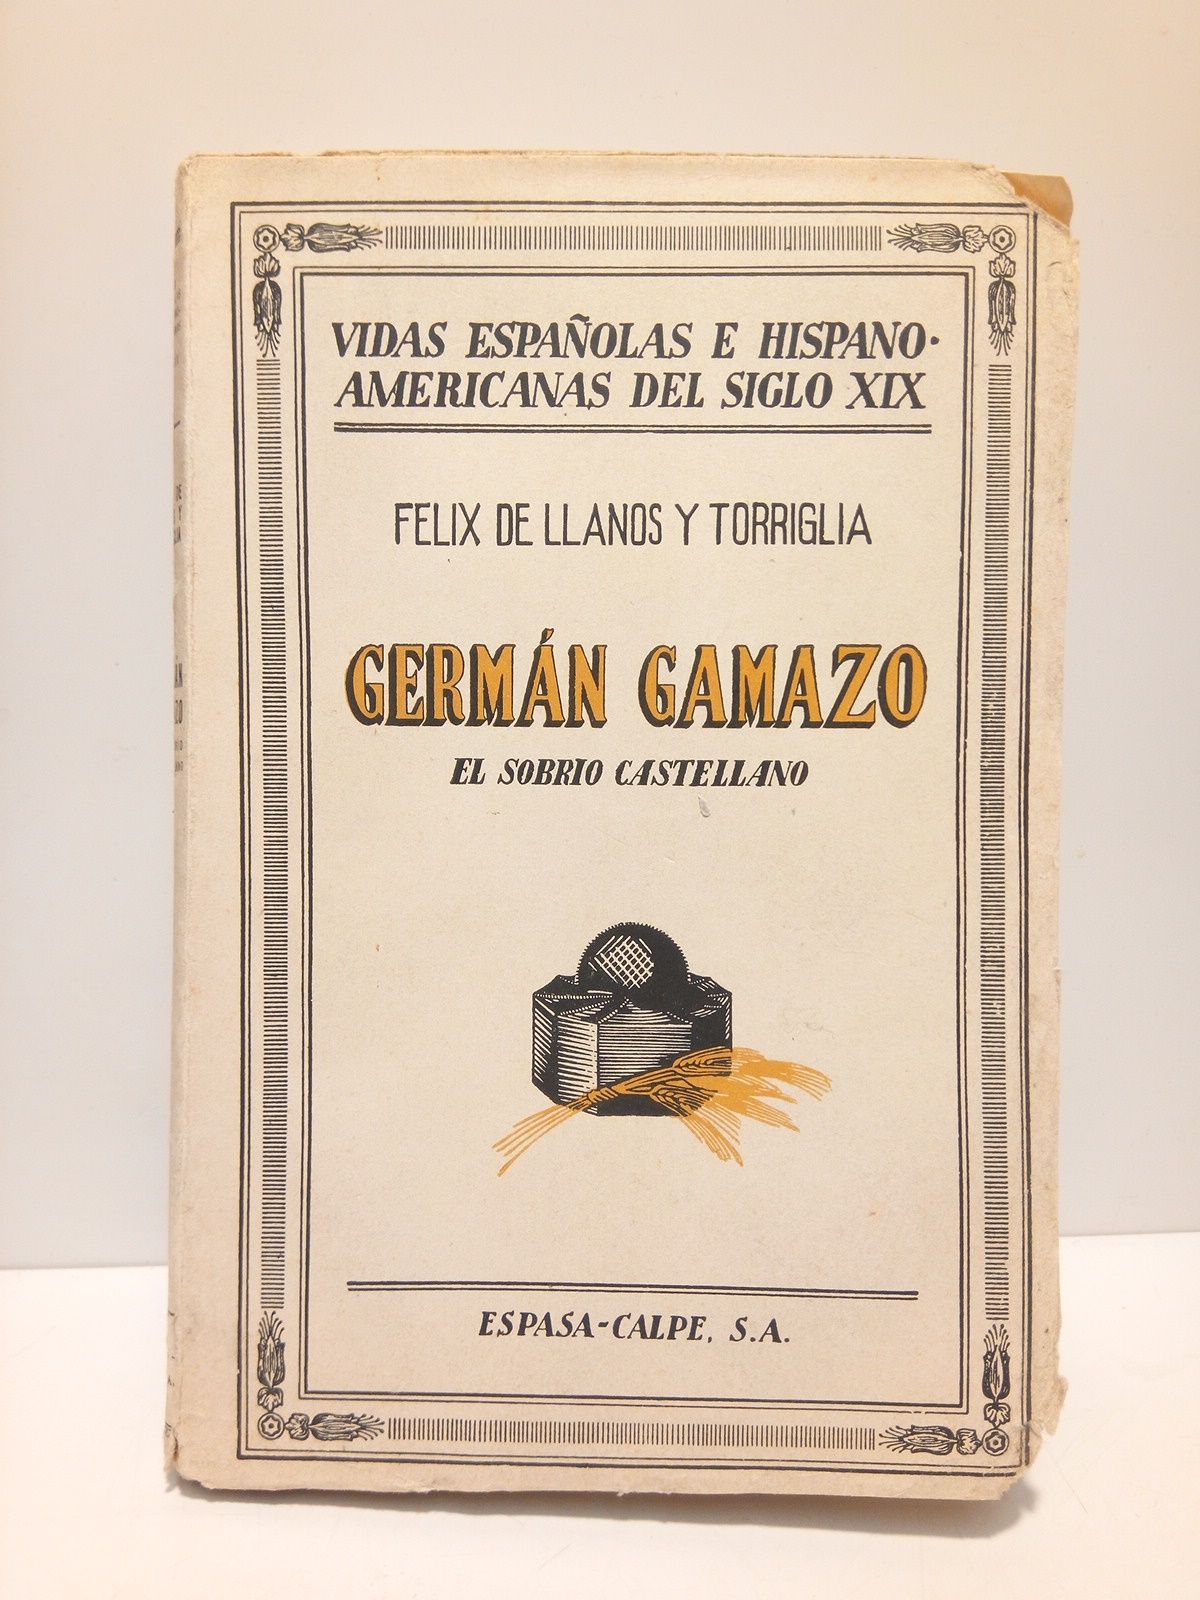 VIDAS ESPAÑOLAS E HISPANO-
AMERICANAS DEL SIGLO XIX
FELIX DE LLANOS Y TORRIGLIA
GERMÁN GAMAZO
EL SOBRIO CASTELLANO
ESPASA-CALPE, S.A.